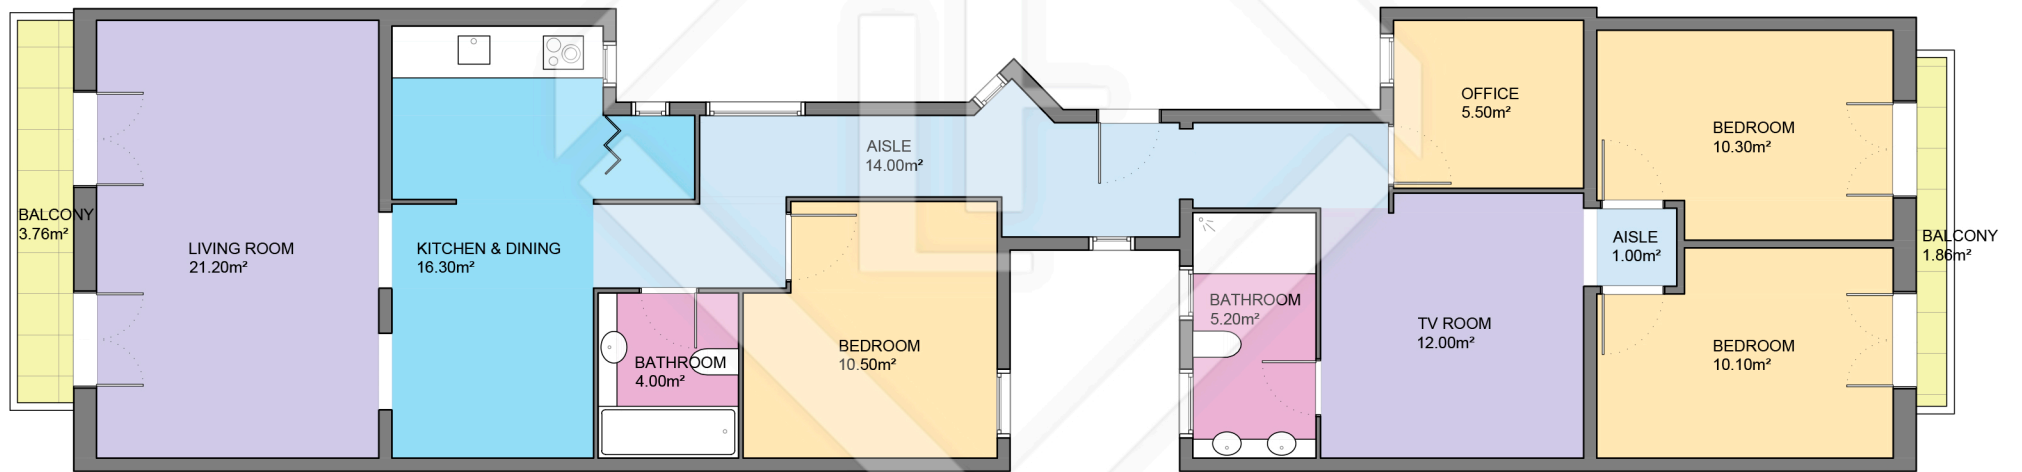 BALCONY
3.76m²
LIVING ROOM
21.20m²
KITCHEN & DINING
16.30m²
BATHROOM
4.00m²
BEDROOM
10.50m²
AISLE
14.00m²
BATHROOM
5.20m²
TV ROOM
12.00m²
OFFICE
5.50m²
BEDROOM
10.30m²
AISLE
1.00m²
BEDROOM
10.10m²
BALCONY
1.86m²